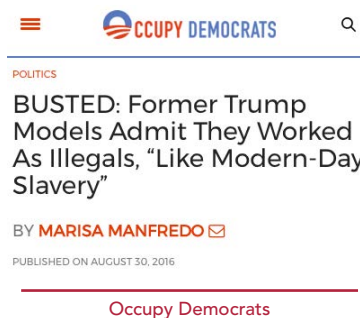 OCCUPY DEMOCRATS
POLITICS
BUSTED: Former Trump
Models Admit They Worked
As Illegals, “Like Modern-Day
Slavery”
BY MARISA MANFREDO
PUBLISHED ON AUGUST 30, 2016
Occupy Democrats